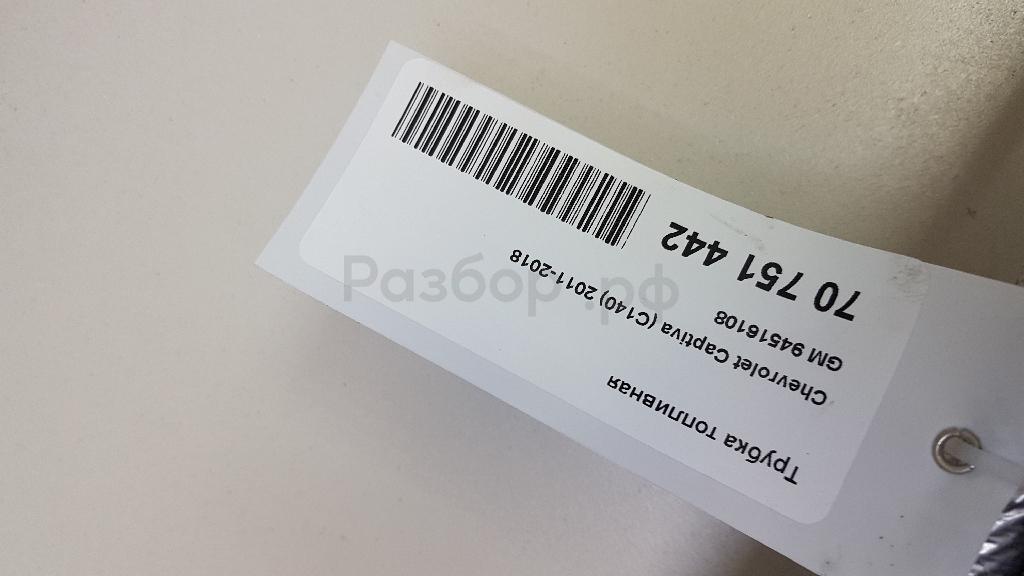 Трубка топливная
Chevrolet Captiva (C140) 2011-2018
GM 94516108
70 751 442
Разбор.рф